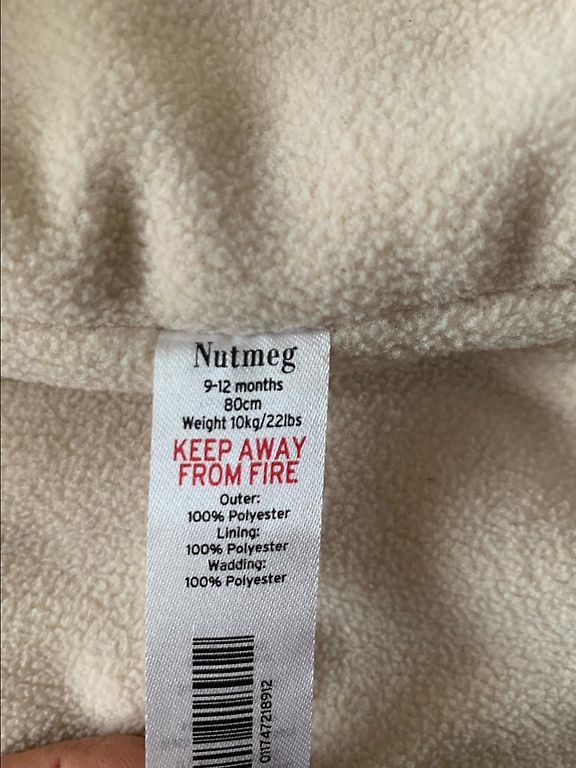 Nutmeg
9-12 months
80cm
Weight 10kg/22lbs
KEEP AWAY
FROM FIRE
Outer:
100% Polyester
Lining:
100% Polyester
Wadding:
100% Polyester
01747218912